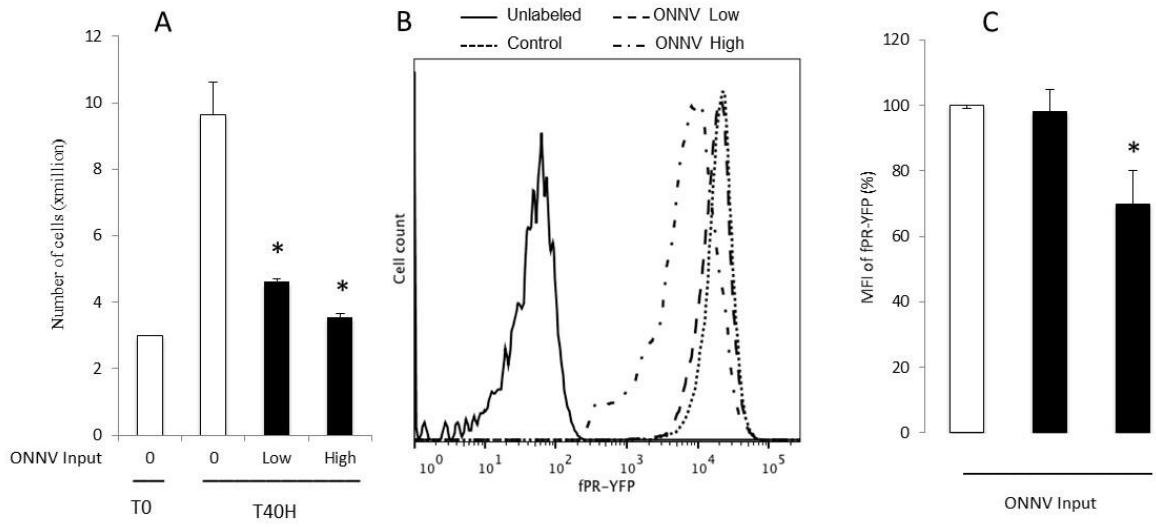 A
Number of cells (xmillion)
12
10
8
6
4
2
0
*
*
ONNV Input 0 0 Low High
T0 T40H
B
Unlabeled ONNV Low
Control ONNV High
Cell count
10^0 10^1 10^2 10^3 10^4 10^5
fPR-YFP
C
MFI of fPR-YFP (%)
120
100
80
60
40
20
0
*
ONNV Input